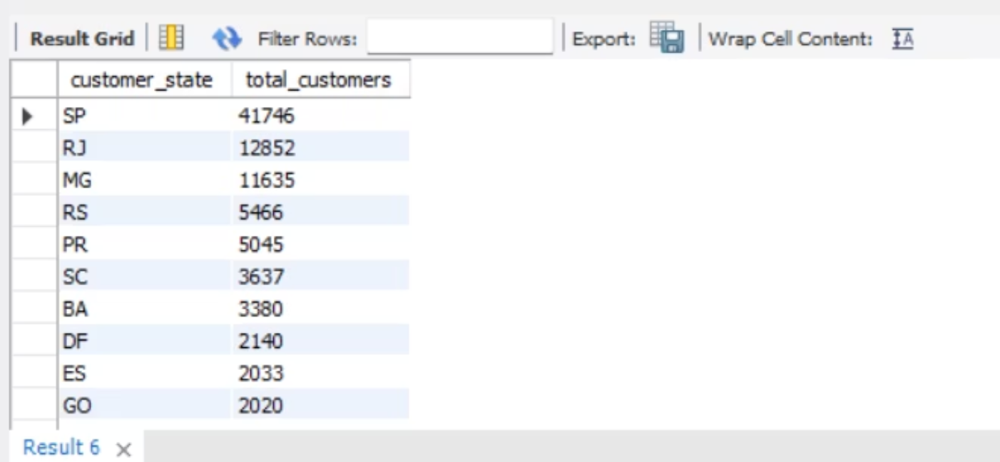 Result Grid Filter Rows: Export: Wrap Cell Content: A
customer_state total_customers
SP 41746
RJ 12852
MG 11635
RS 5466
PR 5045
SC 3637
BA 3380
DF 2140
ES 2033
GO 2020
Result 6